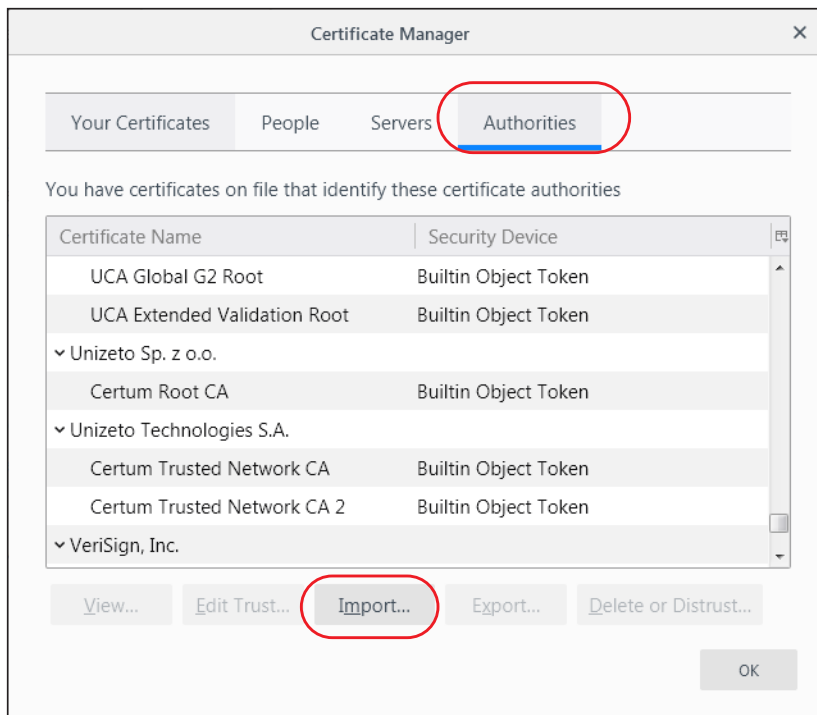 Certificate Manager
Your Certificates People Servers Authorities
You have certificates on file that identify these certificate authorities
Certificate Name Security Device
UCA Global G2 Root Builtin Object Token
UCA Extended Validation Root Builtin Object Token
Unizeto Sp. z o.o.
Certum Root CA Builtin Object Token
Unizeto Technologies S.A.
Certum Trusted Network CA Builtin Object Token
Certum Trusted Network CA 2 Builtin Object Token
VeriSign, Inc.
View... Edit Trust... Import... Export... Delete or Distrust...
OK